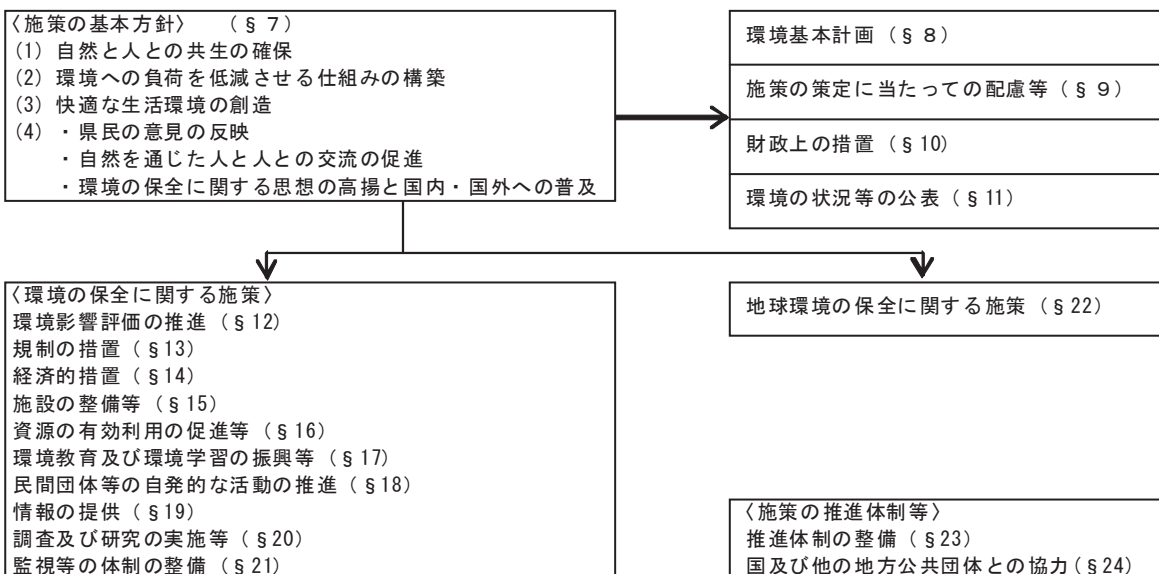 〈施策の基本方針〉 (§7)
(1) 自然と人との共生の確保
(2) 環境への負荷を低減させる仕組みの構築
(3) 快適な生活環境の創造
(4) ・県民の意見の反映
・自然を通じた人と人との交流の促進
・環境の保全に関する思想の高揚と国内・国外への普及
環境基本計画(§8)
施策の策定に当たっての配慮等(§9)
財政上の措置(§10)
環境の状況等の公表(§11)
〈環境の保全に関する施策〉
環境影響評価の推進(§12)
規制の措置(§13)
経済的措置(§14)
施設の整備等(§15)
資源の有効利用の促進等(§16)
環境教育及び環境学習の振興等(§17)
民間団体等の自発的な活動の推進(§18)
情報の提供(§19)
調査及び研究の実施等(§20)
監視等の体制の整備(§21)
地球環境の保全に関する施策(§22)
〈施策の推進体制等〉
推進体制の整備(§23)
国及び他の地方公共団体との協力(§24)